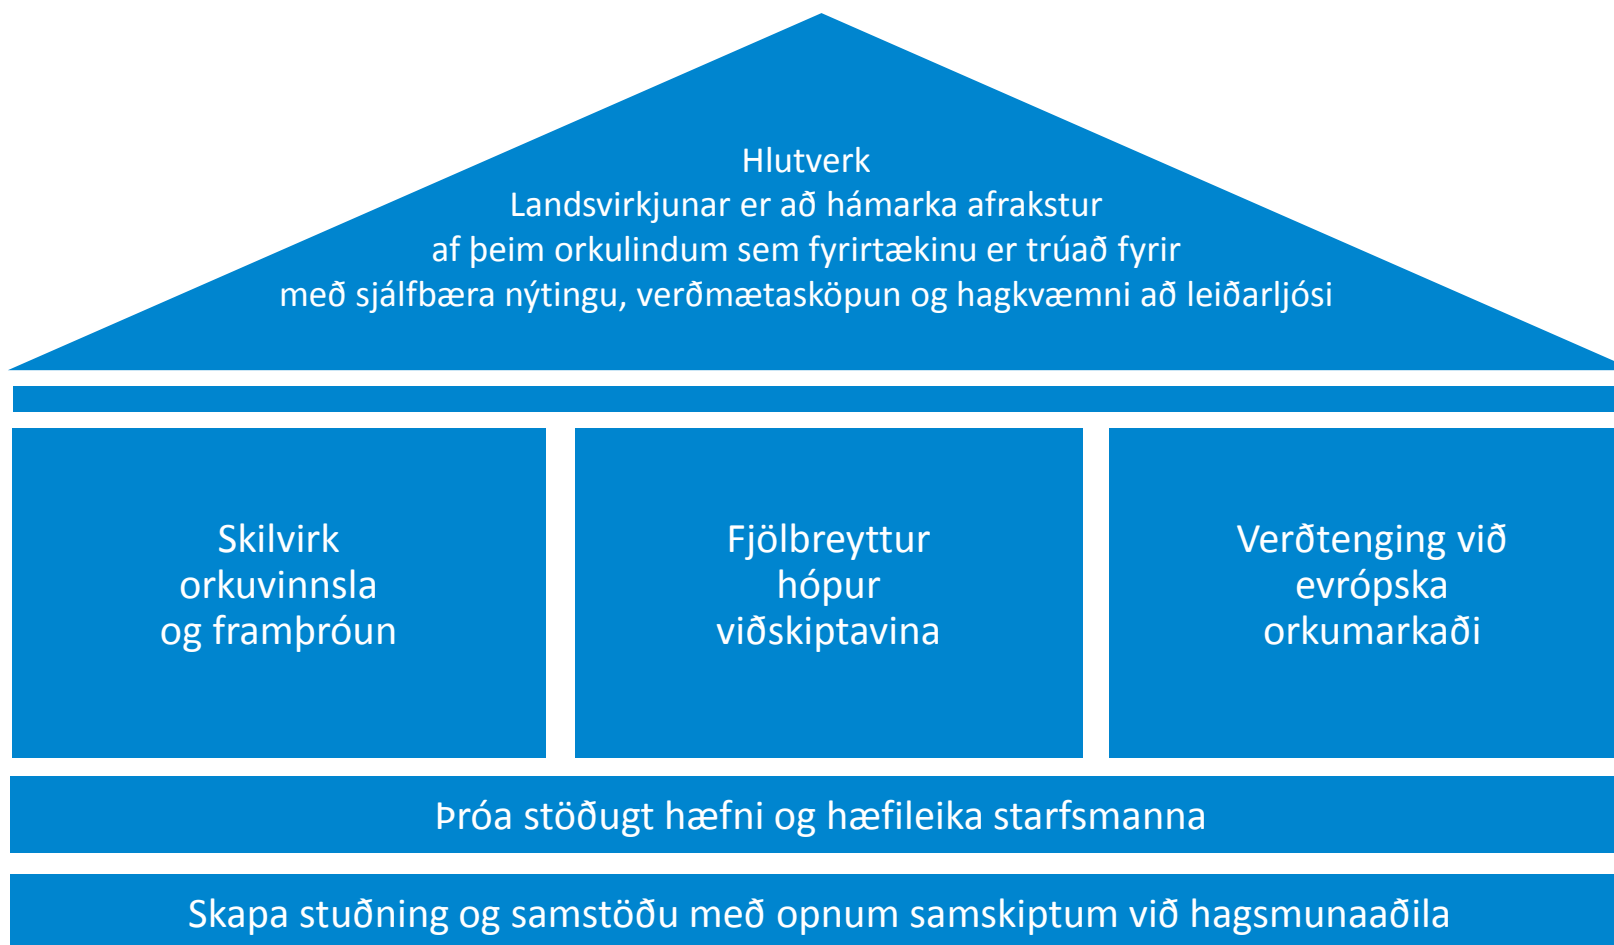 Hlutverk
Landsvirkjunar er að hámarka afrakstur
af þeim orkulindum sem fyrirtækinu er trúað fyrir
með sjálfbæra nýtingu, verðmætasköpun og hagkvæmni að leiðarljósi
Skilvirk
orkuvinnsla
og framþróun
Fjölbreyttur
hópur
viðskiptavina
Verðtenging við
evrópska
orkumarkaði
Þróa stöðugt hæfni og hæfileika starfsmanna
Skapa stuðning og samstöðu með opnum samskiptum við hagsmunaaðila